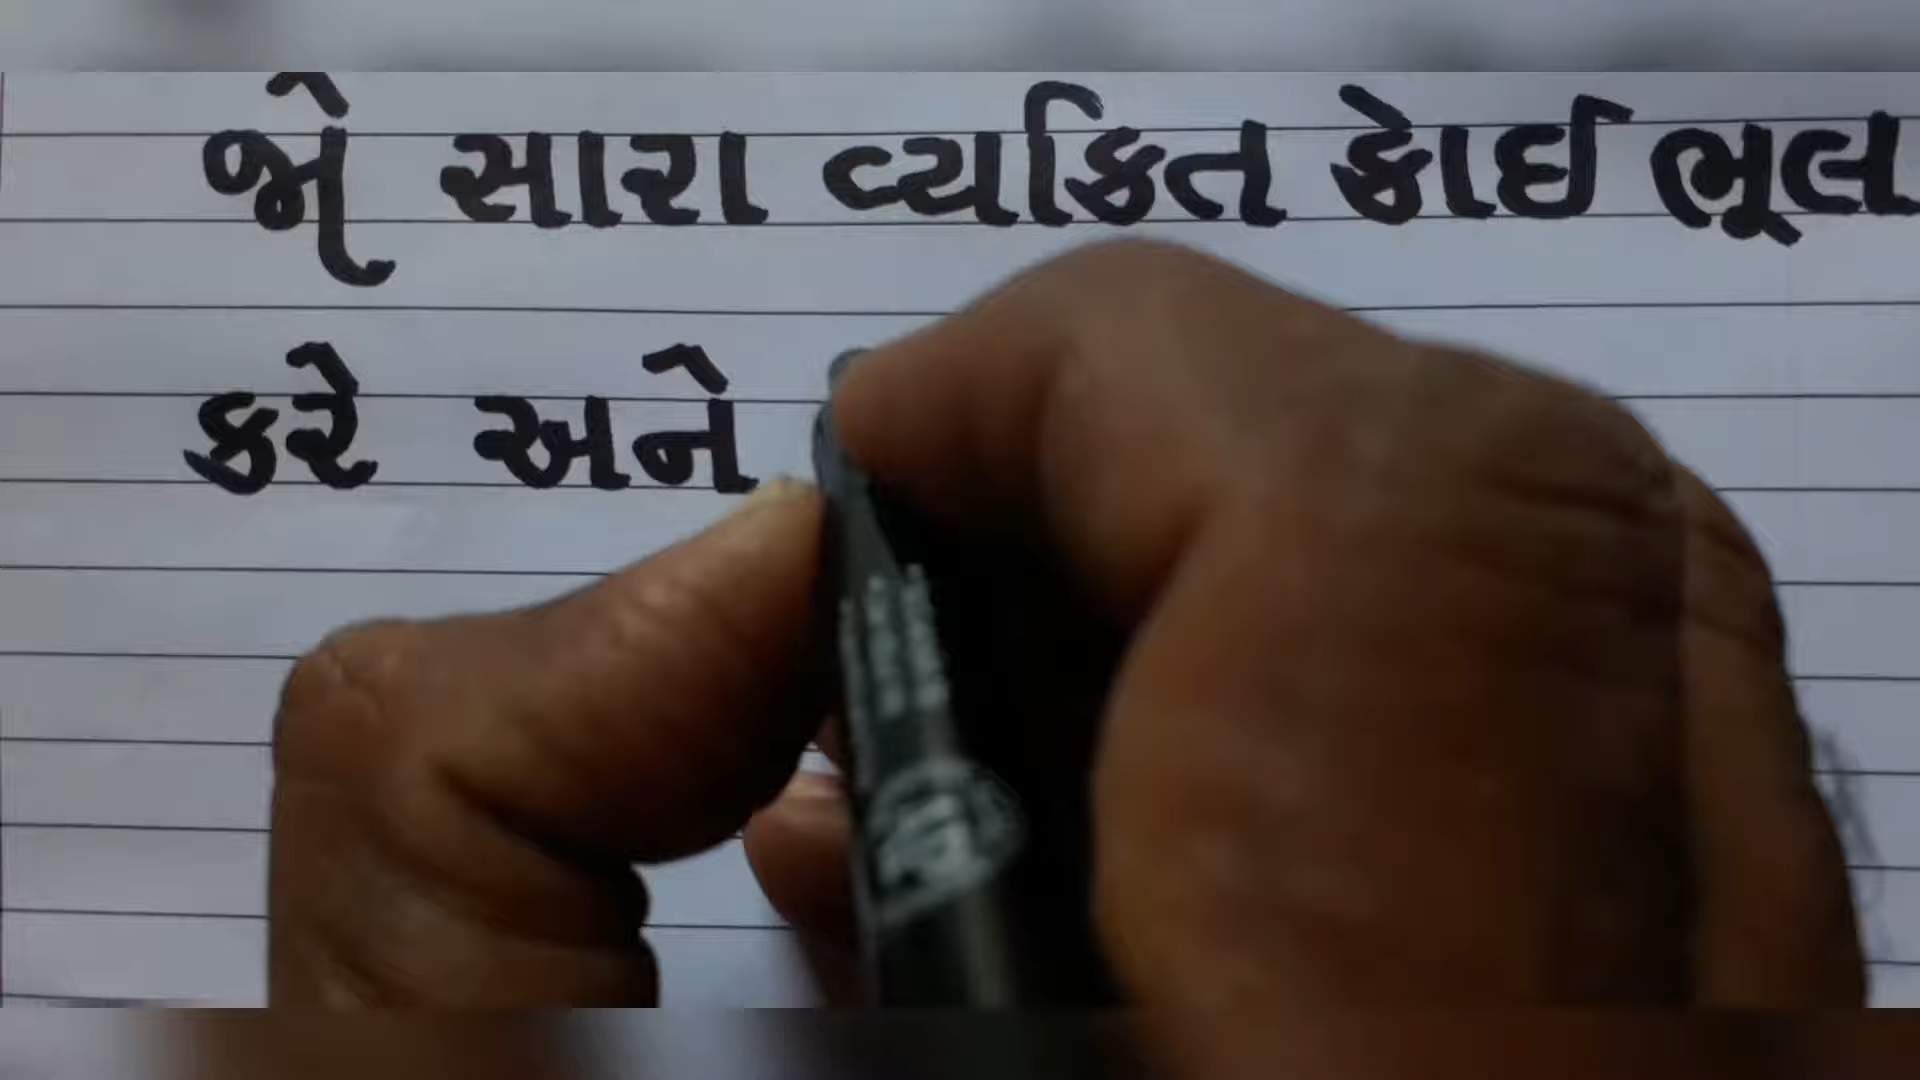 જો સારા વ્યકિત કોઈ ભૂલ
કરે અને